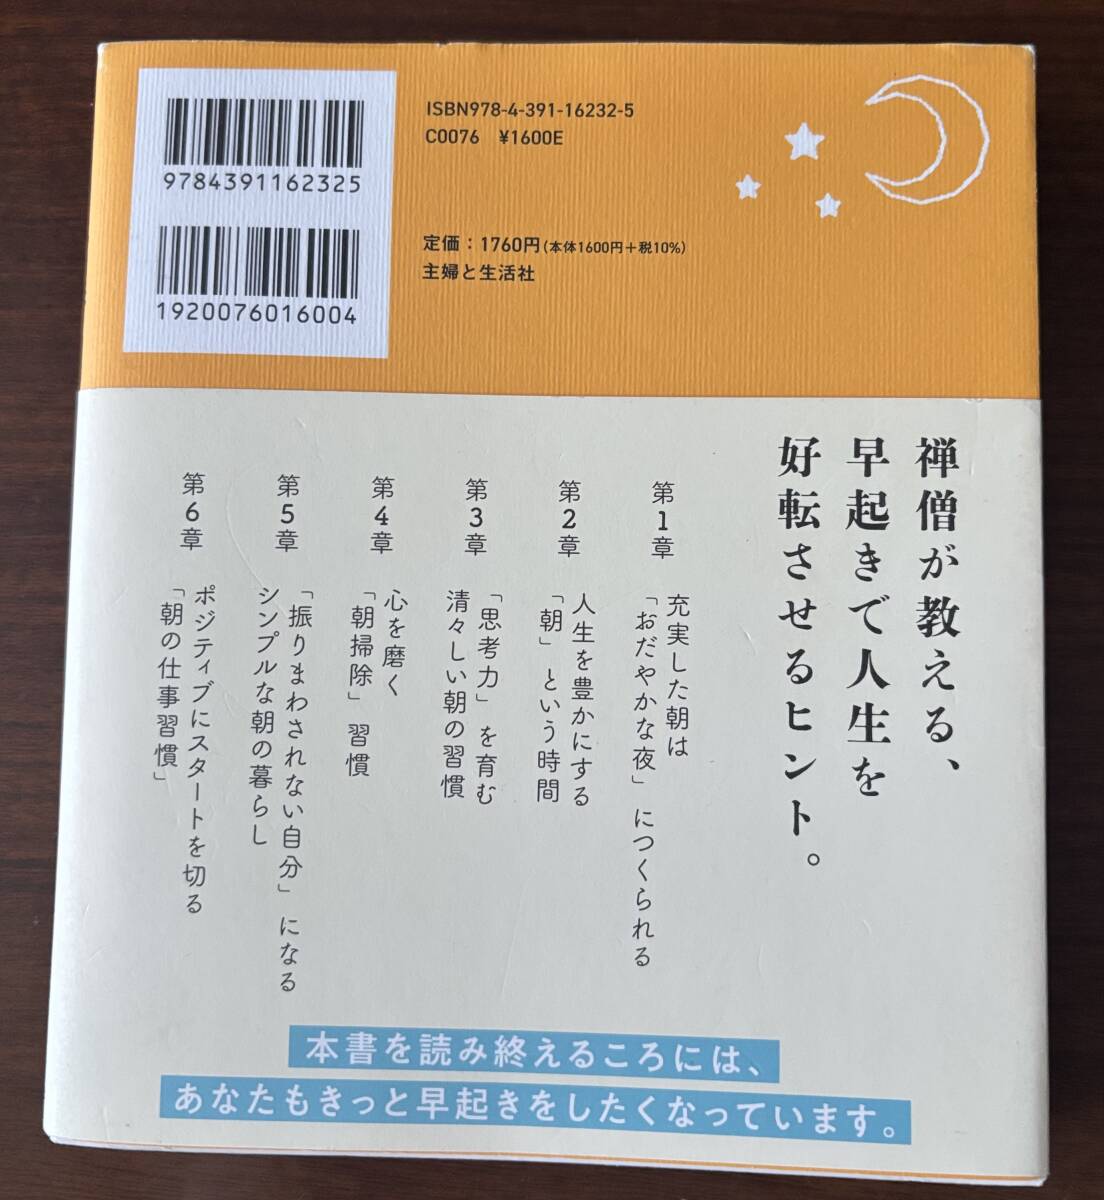 9784391162325
1920076016004
ISBN978-4-391-16232-5
C0076 ¥1600E
定価：1760円（本体1600円＋税10%）
主婦と生活社
禅僧が教える、
早起きで人生を
好転させるヒント。
第1章
充実した朝は
「おだやかな夜」につくられる
第2章
人生を豊かにする
「朝」という時間
第3章
「思考力」を育む
清々しい朝の習慣
第4章
心を磨く
「朝掃除」習慣
第5章
「振りまわされない自分」になる
シンプルな朝の暮らし
第6章
ポジティブにスタートを切る
「朝の仕事習慣」
本書を読み終えるころには、
あなたもきっと早起きをしたくなっています。